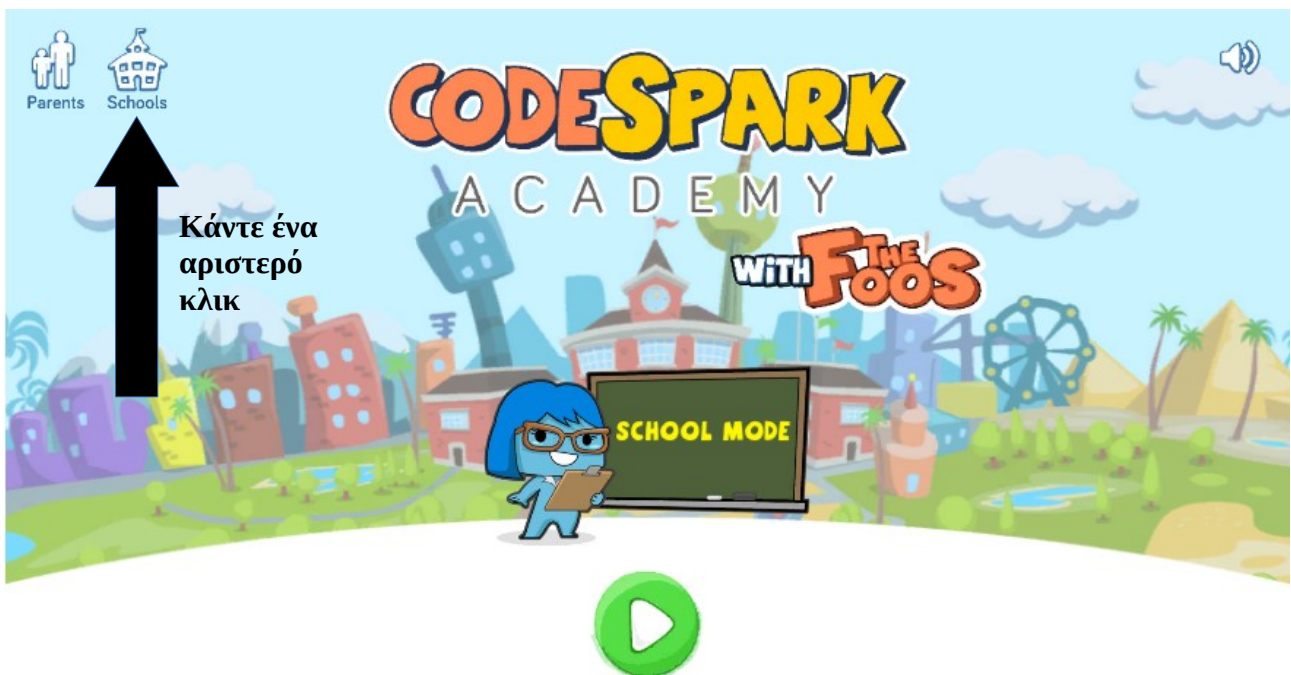 Parents Schools
CODESPARK
ACADEMY
WITH THE FOOS
Κάντε ένα
αριστερό
κλικ
SCHOOL MODE